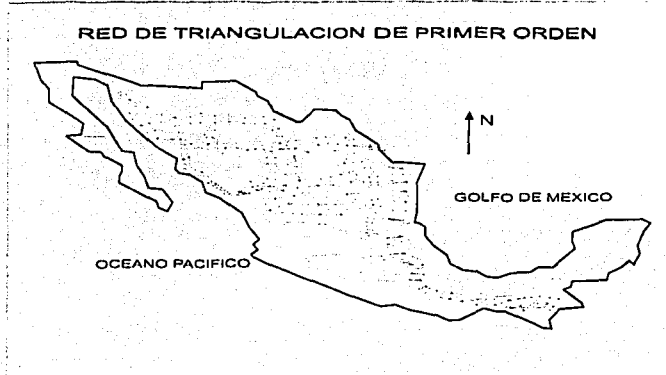 RED DE TRIANGULACION DE PRIMER ORDEN
N
GOLFO DE MEXICO
OCEANO PACIFICO